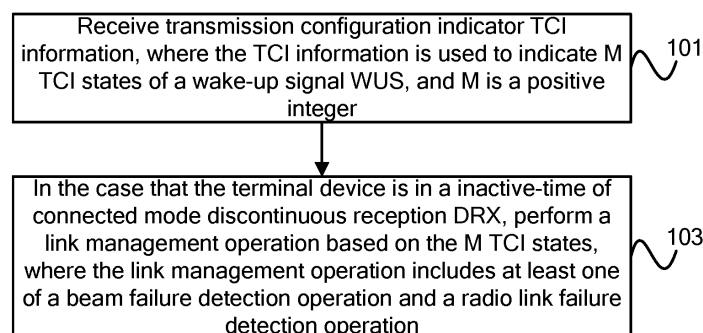 Receive transmission configuration indicator TCI
information, where the TCI information is used to indicate M
TCI states of a wake-up signal WUS, and M is a positive
integer
101
In the case that the terminal device is in a inactive-time of
connected mode discontinuous reception DRX, perform a
link management operation based on the M TCI states,
where the link management operation includes at least one
of a beam failure detection operation and a radio link failure
detection operation
103